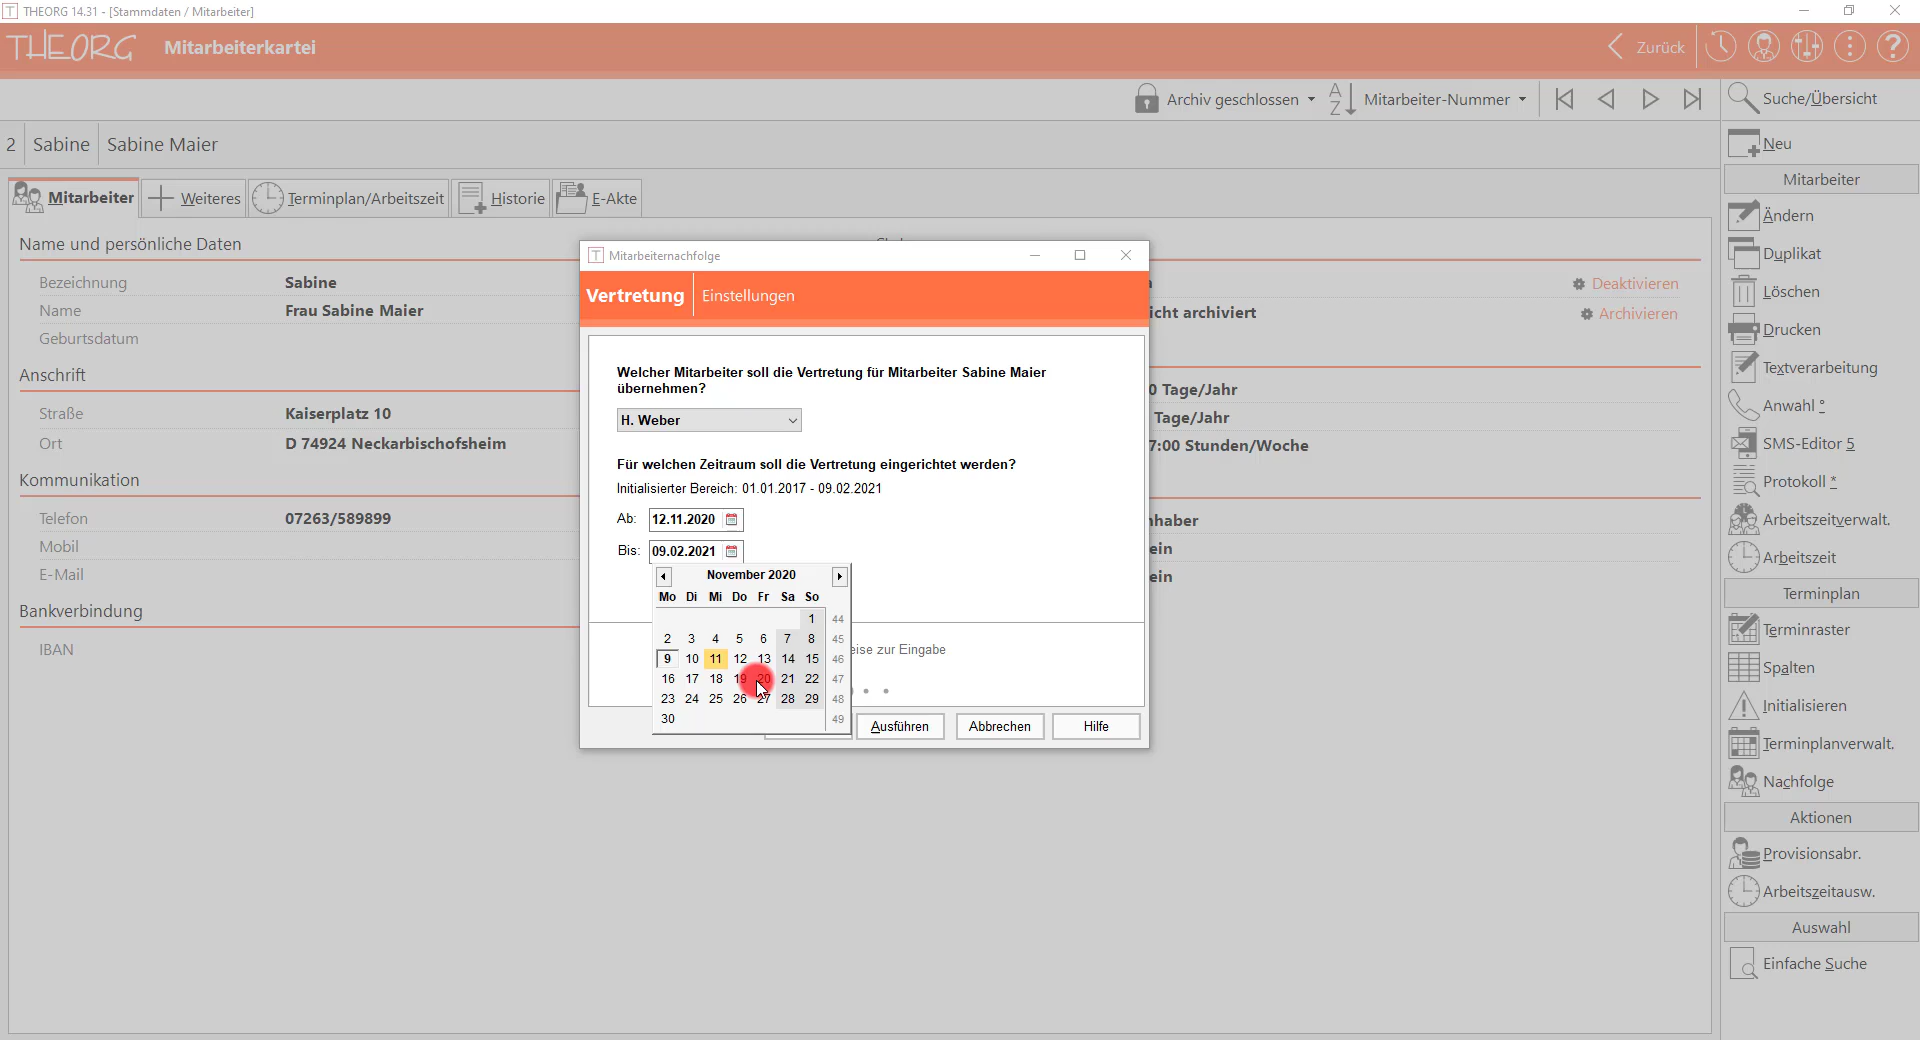 THEORG 14.31 - [Stammdaten / Mitarbeiter]
THEORG Mitarbeiterkartei Zurück
Archiv geschlossen Mitarbeiter-Nummer Suche/Übersicht
2 Sabine Sabine Maier
Neu
Mitarbeiter
Mitarbeiter Weiteres Terminplan/Arbeitszeit Historie E-Akte
Ändern
Duplikat
Löschen
Drucken
Textverarbeitung
Anwahl °
SMS-Editor 5
Protokoll *
Arbeitszeitverwalt.
Arbeitszeit
Terminplan
Terminraster
Spalten
Initialisieren
Terminplanverwalt.
Nachfolge
Aktionen
Provisionsabr.
Arbeitszeitausw.
Auswahl
Einfache Suche
Name und persönliche Daten
Bezeichnung Sabine
Name Frau Sabine Maier
Geburtsdatum
Anschrift
Straße Kaiserplatz 10
Ort D 74924 Neckarbischofsheim
Kommunikation
Telefon 07263/589899
Mobil
E-Mail
Bankverbindung
IBAN
Deaktivieren
icht archiviert Archivieren
0 Tage/Jahr
Tage/Jahr
7:00 Stunden/Woche
nhaber
ein
ein
Mitarbeiternachfolge
Vertretung Einstellungen
Welcher Mitarbeiter soll die Vertretung für Mitarbeiter Sabine Maier
übernehmen?
H. Weber
Für welchen Zeitraum soll die Vertretung eingerichtet werden?
Initialisierter Bereich: 01.01.2017 - 09.02.2021
Ab: 12.11.2020
Bis: 09.02.2021
November 2020
Mo Di Mi Do Fr Sa So
1 44
2 3 4 5 6 7 8 45
9 10 11 12 13 14 15 46
16 17 18 19 20 21 22 47
23 24 25 26 27 28 29 48
30 49
eise zur Eingabe
Ausführen Abbrechen Hilfe